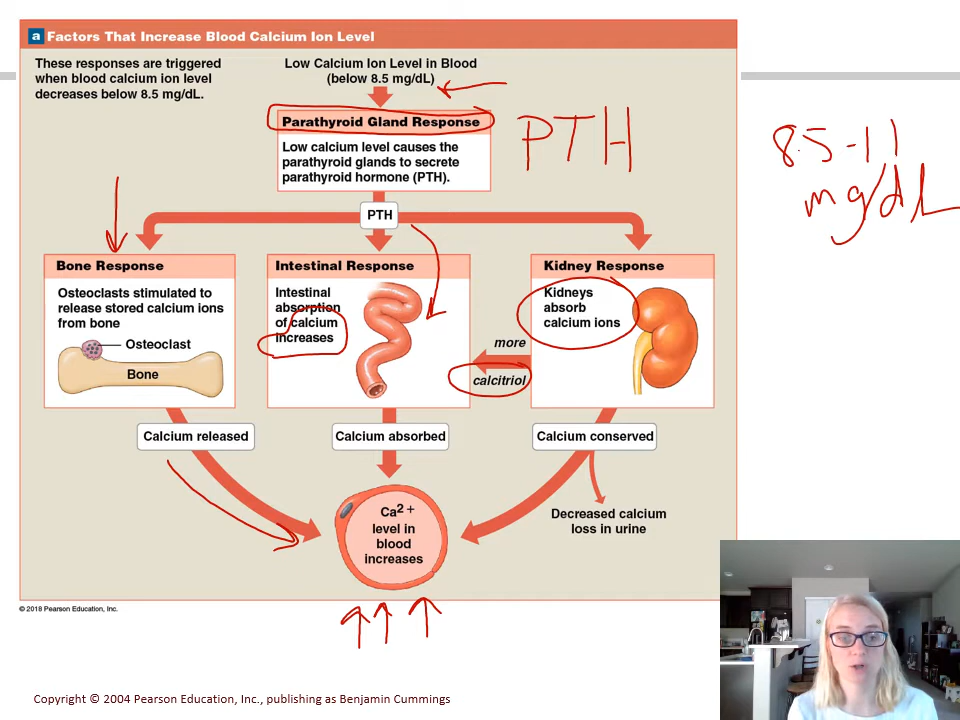 a Factors That Increase Blood Calcium Ion Level
These responses are triggered
when blood calcium ion level
decreases below 8.5 mg/dL.
Low Calcium Ion Level in Blood
(below 8.5 mg/dL)
Parathyroid Gland Response
Low calcium level causes the
parathyroid glands to secrete
parathyroid hormone (PTH).
PTH
8.5-11
mg/dL
PTH
Bone Response
Osteoclasts stimulated to
release stored calcium ions
from bone
Osteoclast
Bone
Intestinal Response
Intestinal
absorption
of calcium
increases
more
calcitriol
Kidney Response
Kidneys
absorb
calcium ions
Calcium released
Calcium absorbed
Calcium conserved
Ca2+
level in
blood
increases
Decreased calcium
loss in urine
© 2018 Pearson Education, Inc.
Copyright © 2004 Pearson Education, Inc., publishing as Benjamin Cummings